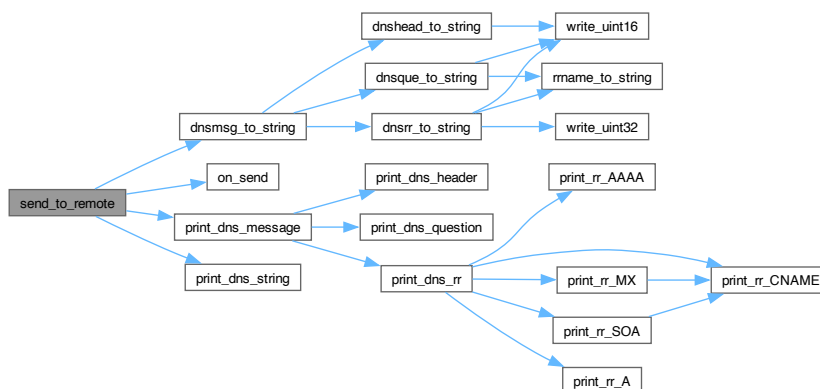 dnshead_to_string
write_uint16
dnsque_to_string
rrname_to_string
dnsmsg_to_string
dnsrr_to_string
write_uint32
on_send
print_dns_header
print_rr_AAAA
send_to_remote
print_dns_message
print_dns_question
print_dns_string
print_dns_rr
print_rr_MX
print_rr_CNAME
print_rr_SOA
print_rr_A